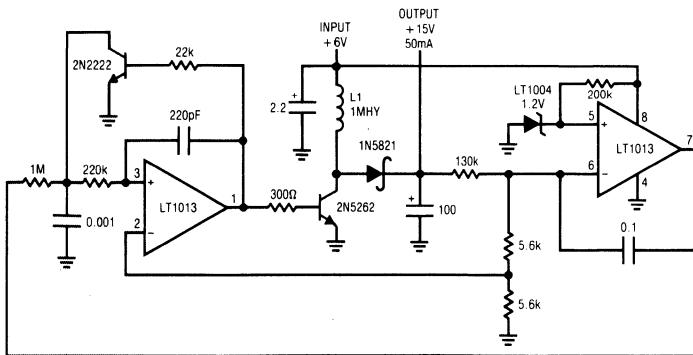 INPUT
+6V
OUTPUT
+15V
50mA
2N2222
22k
220pF
2.2
+
L1
1MHY
1N5821
LT1004
1.2V
200k
8
5
+
LT1013
7
6
−
4
1M
220k
3
+
LT1013
1
2
−
0.001
300Ω
2N5262
130k
+
100
0.1
5.6k
5.6k